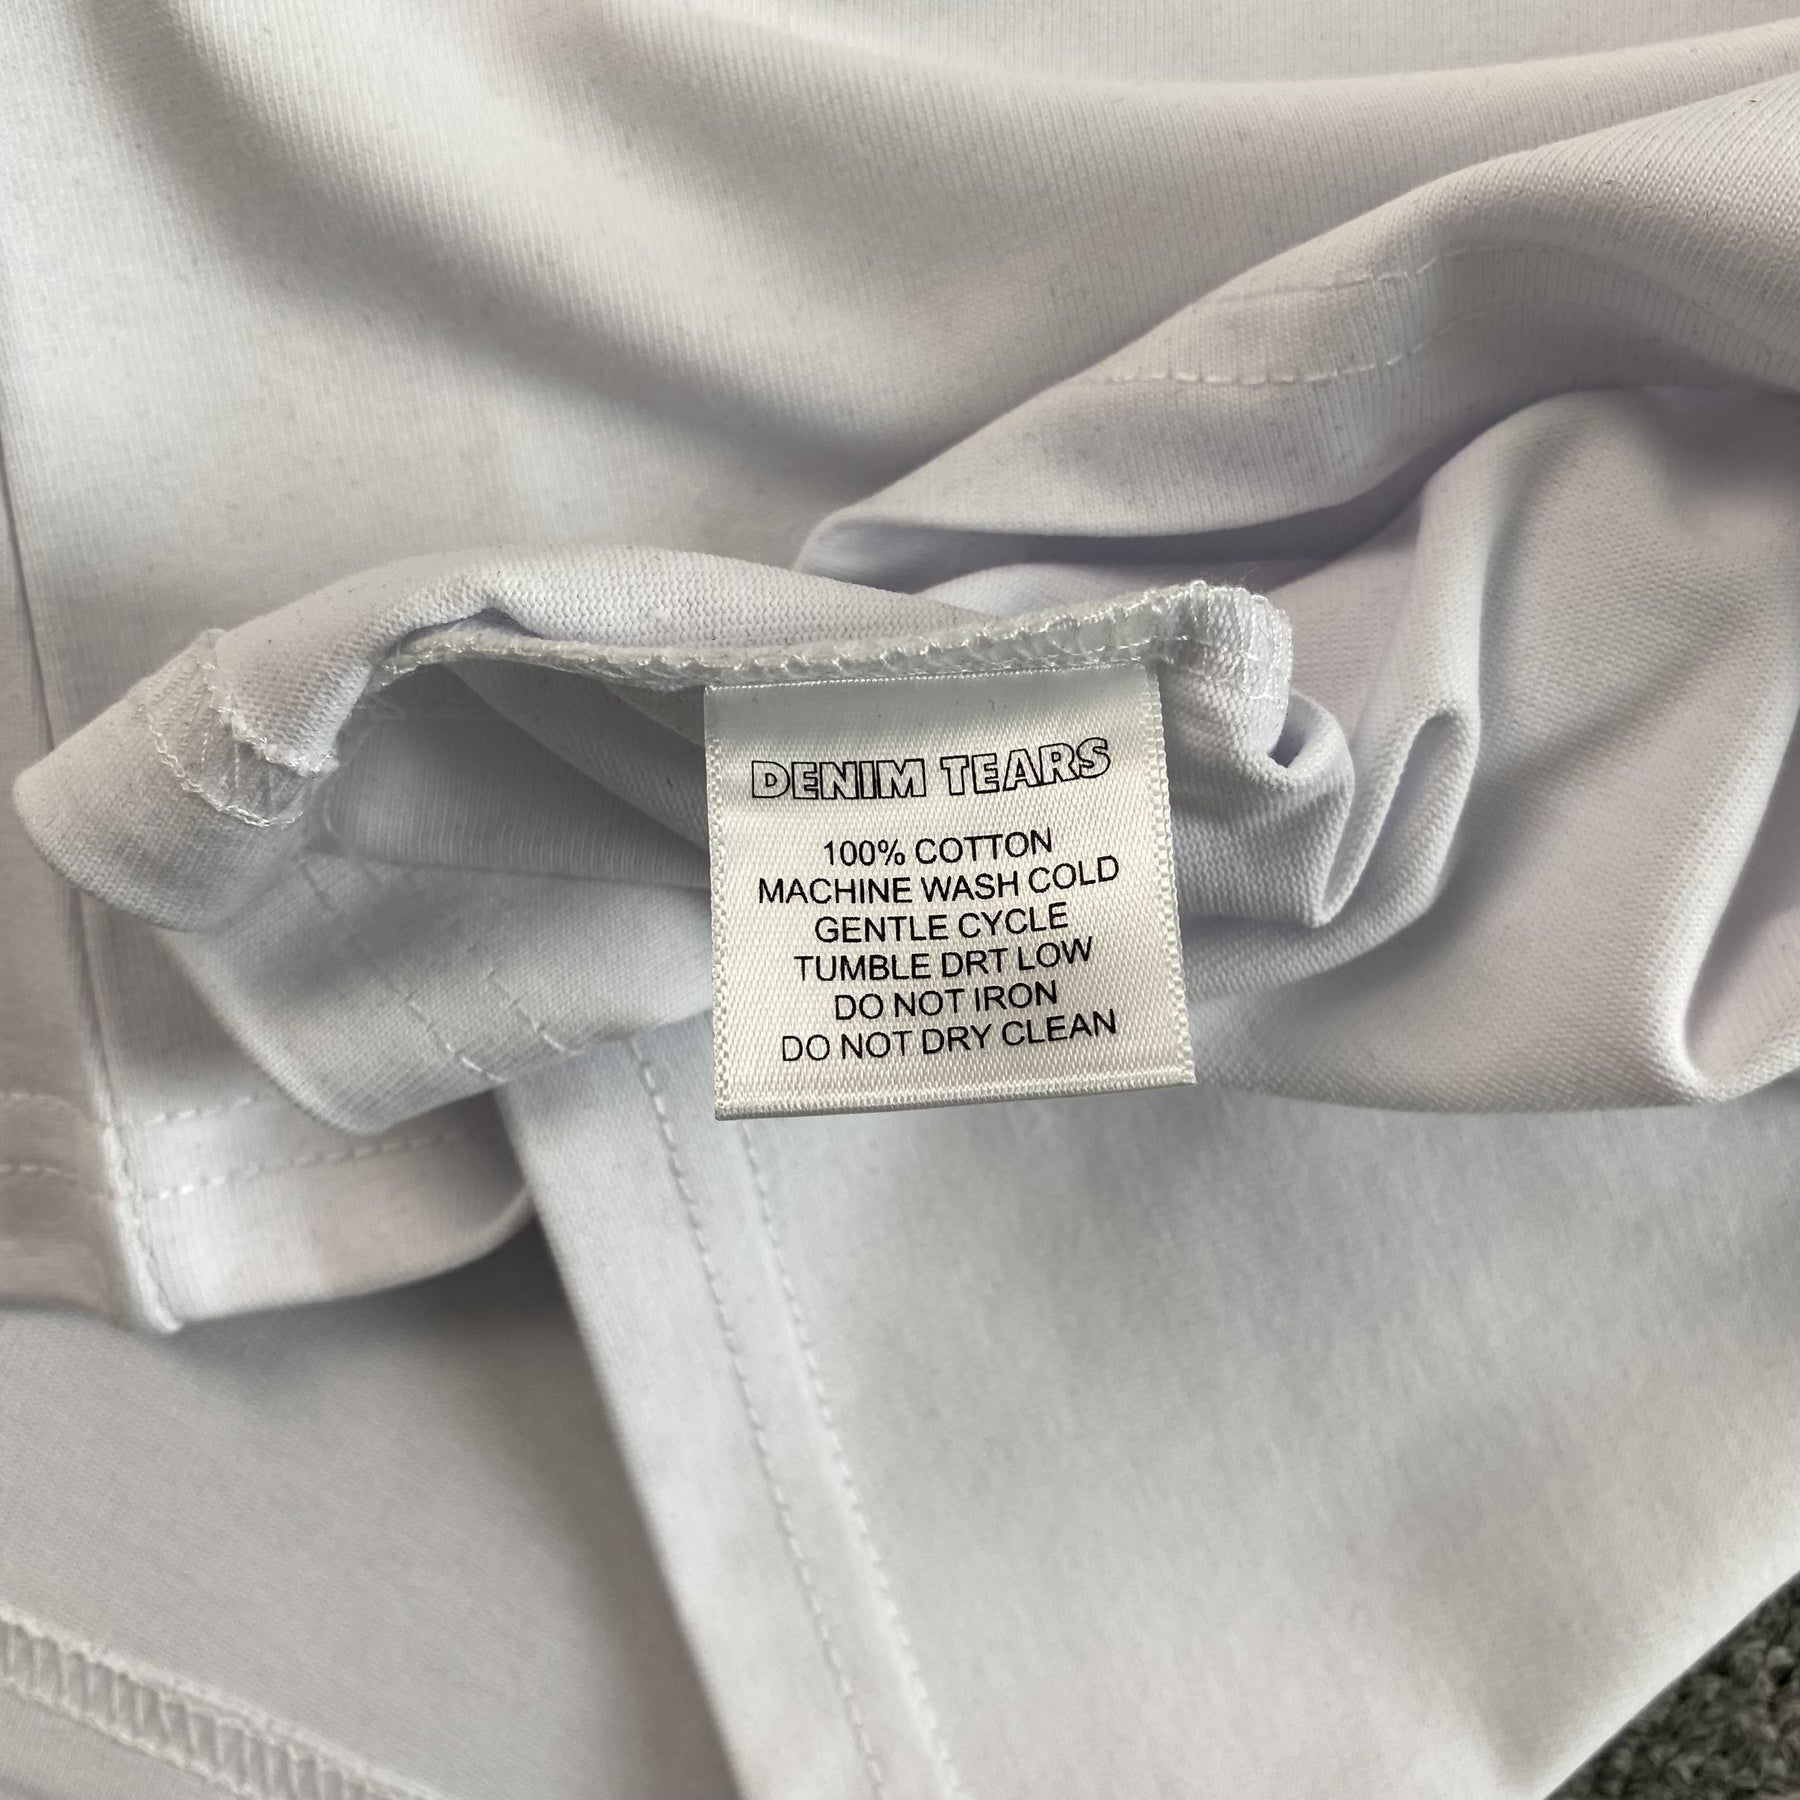 DENIM TEARS
100% COTTON
MACHINE WASH COLD
GENTLE CYCLE
TUMBLE DRT LOW
DO NOT IRON
DO NOT DRY CLEAN